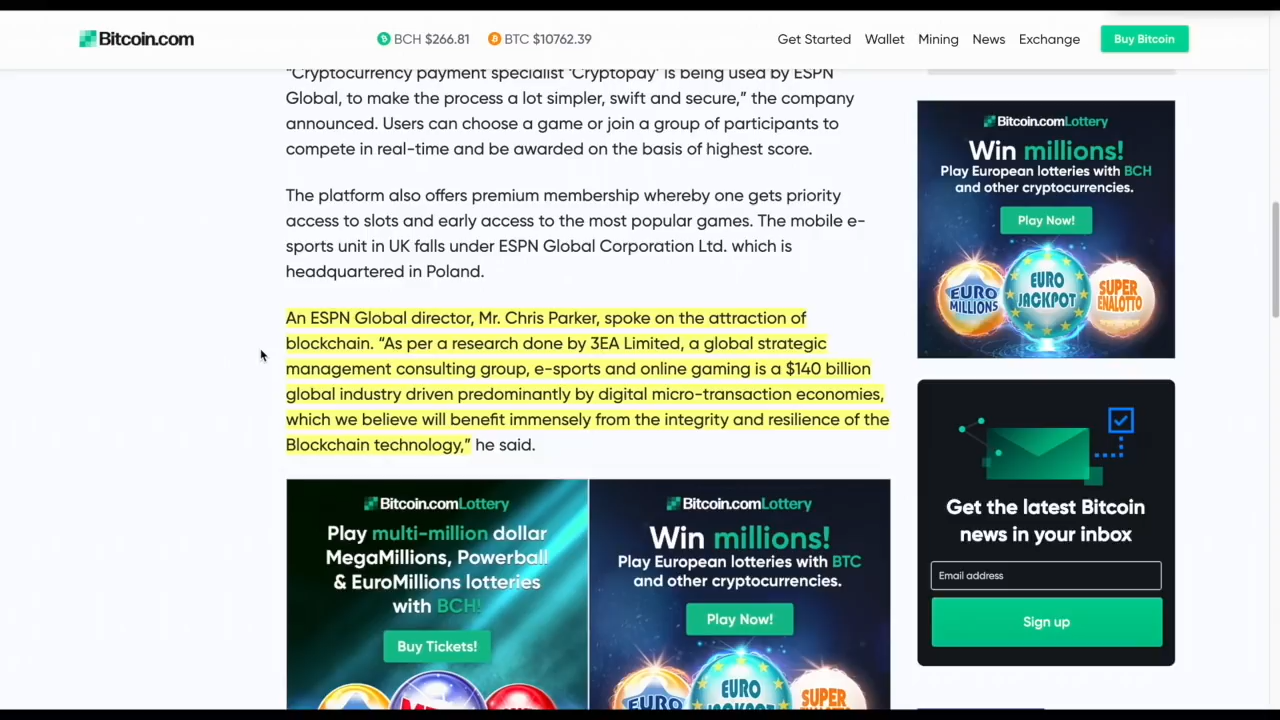 Bitcoin.com
BCH $266.81
BTC $10762.39
Get Started
Wallet
Mining
News
Exchange
Buy Bitcoin
“Cryptocurrency payment specialist ‘Cryptopay’ is being used by ESPN
Global, to make the process a lot simpler, swift and secure,” the company
announced. Users can choose a game or join a group of participants to
compete in real-time and be awarded on the basis of highest score.
The platform also offers premium membership whereby one gets priority
access to slots and early access to the most popular games. The mobile e-
sports unit in UK falls under ESPN Global Corporation Ltd. which is
headquartered in Poland.
An ESPN Global director, Mr. Chris Parker, spoke on the attraction of
blockchain. “As per a research done by 3EA Limited, a global strategic
management consulting group, e-sports and online gaming is a $140 billion
global industry driven predominantly by digital micro-transaction economies,
which we believe will benefit immensely from the integrity and resilience of the
Blockchain technology,” he said.
Bitcoin.comLottery
Play multi-million dollar
MegaMillions, Powerball
& EuroMillions lotteries
with BCH!
Buy Tickets!
Bitcoin.comLottery
Win millions!
Play European lotteries with BTC
and other cryptocurrencies.
Play Now!
EURO
JACKPOT
SUPER
Bitcoin.comLottery
Win millions!
Play European lotteries with BCH
and other cryptocurrencies.
Play Now!
EURO
MILLIONS
EURO
JACKPOT
SUPER
ENALOTTO
Get the latest Bitcoin
news in your inbox
Email address
Sign up